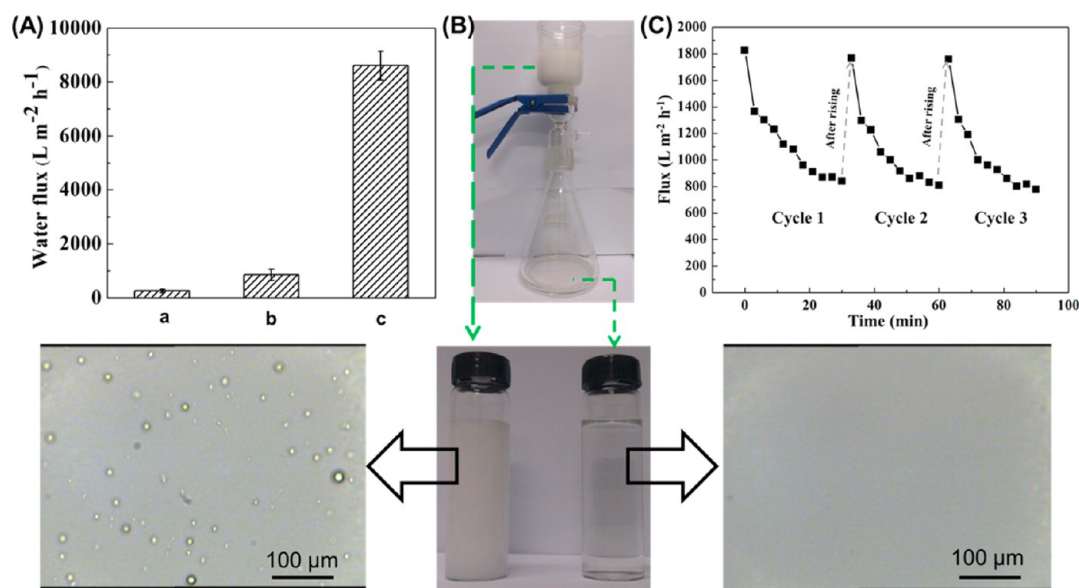 (A)
10000
8000
6000
4000
2000
0
Water flux (L m⁻² h⁻¹)
a b c
(B)
(C)
2000
1800
1600
1400
1200
1000
800
600
400
200
0
Flux (L m⁻² h⁻¹)
After rising
After rising
Cycle 1 Cycle 2 Cycle 3
0 20 40 60 80 100
Time (min)
100 µm
100 µm